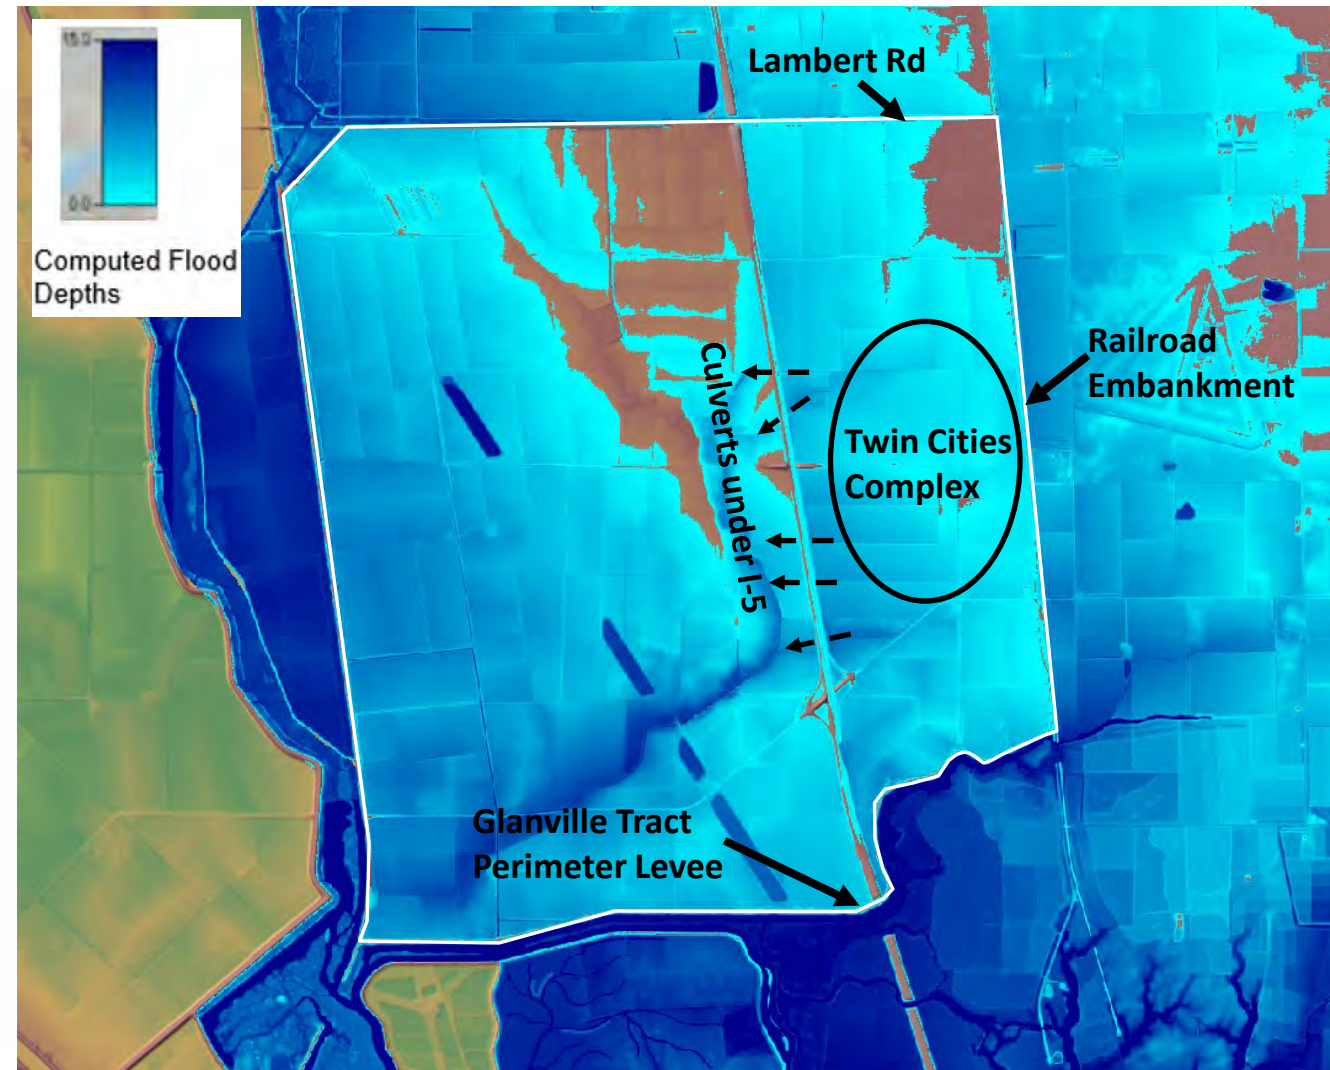 15.0
0.0
Computed Flood
Depths
Lambert Rd
Railroad
Embankment
Culverts under I-5
Twin Cities
Complex
Glanville Tract
Perimeter Levee